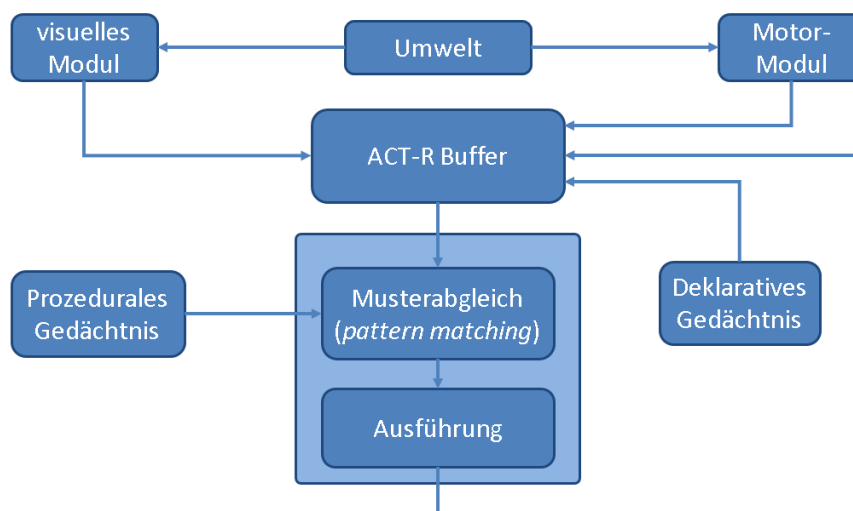 visuelles
Modul
Umwelt
Motor-
Modul
ACT-R Buffer
Prozedurales
Gedächtnis
Musterabgleich
(pattern matching)
Deklaratives
Gedächtnis
Ausführung